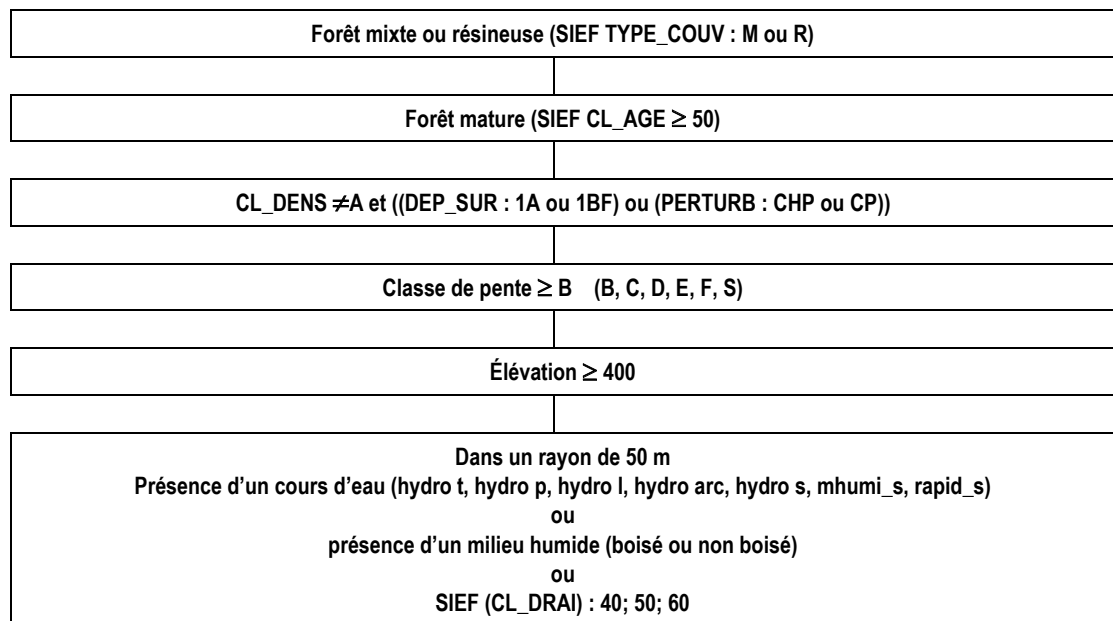 Forêt mixte ou résineuse (SIEF TYPE_COUV : M ou R)
Forêt mature (SIEF CL_AGE ≥ 50)
CL_DENS ≠A et ((DEP_SUR : 1A ou 1BF) ou (PERTURB : CHP ou CP))
Classe de pente ≥ B (B, C, D, E, F, S)
Élévation ≥ 400
Dans un rayon de 50 m
Présence d’un cours d’eau (hydro t, hydro p, hydro l, hydro arc, hydro s, mhumi_s, rapid_s)
ou
présence d’un milieu humide (boisé ou non boisé)
ou
SIEF (CL_DRAI) : 40; 50; 60